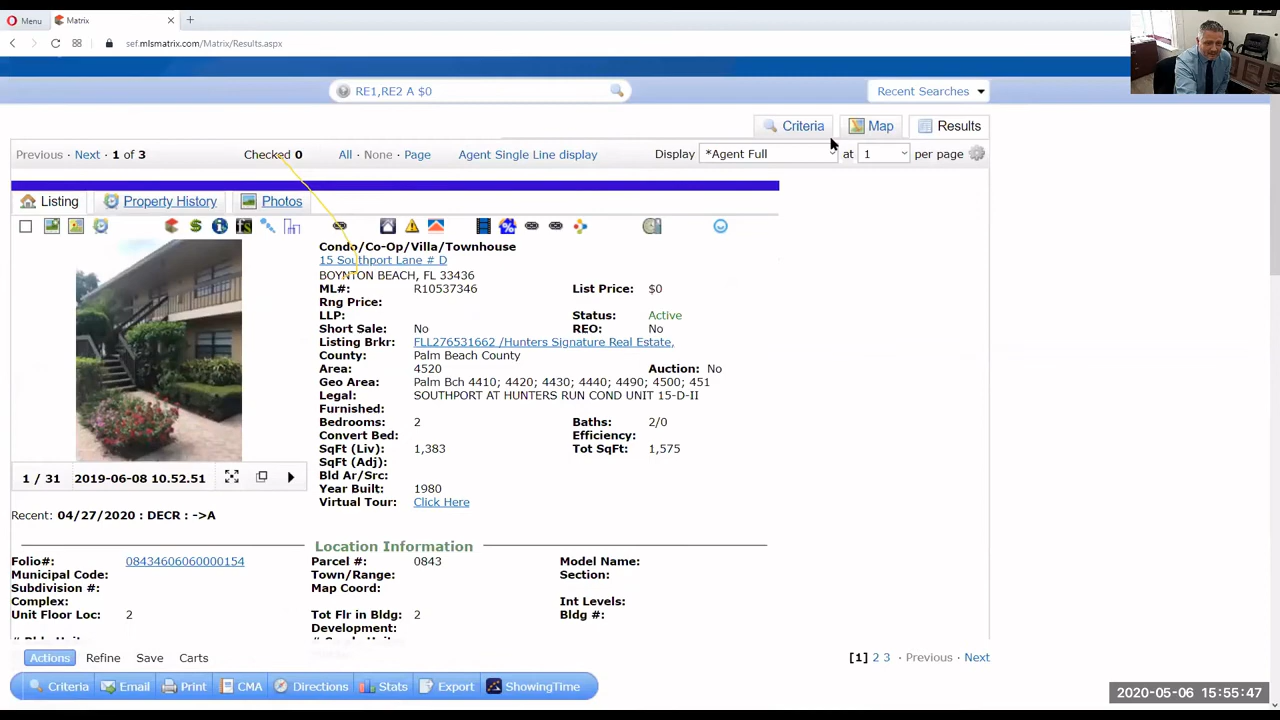 Menu
Matrix
sef.mlsmatrix.com/Matrix/Results.aspx
RE1,RE2 A $0
Recent Searches
Criteria
Map
Results
Previous · Next · 1 of 3
Checked 0
All · None · Page
Agent Single Line display
Display *Agent Full at 1 per page
Listing
Property History
Photos
Condo/Co-Op/Villa/Townhouse
15 Southport Lane # D
BOYNTON BEACH, FL 33436
ML#: R10537346 List Price: $0
Rng Price:
LLP: Status: Active
Short Sale: No REO: No
Listing Brkr: FLL276531662 /Hunters Signature Real Estate,
County: Palm Beach County
Area: 4520 Auction: No
Geo Area: Palm Bch 4410; 4420; 4430; 4440; 4490; 4500; 451
Legal: SOUTHPORT AT HUNTERS RUN COND UNIT 15-D-II
Furnished:
Bedrooms: 2 Baths: 2/0
Convert Bed: Efficiency:
SqFt (Liv): 1,383 Tot SqFt: 1,575
SqFt (Adj):
Bld Ar/Src:
Year Built: 1980
Virtual Tour: Click Here
1 / 31 2019-06-08 10.52.51
Recent: 04/27/2020 : DECR : ->A
Location Information
Folio#: 08434606060000154 Parcel #: 0843 Model Name:
Municipal Code: Town/Range: Section:
Subdivision #: Map Coord:
Complex: Int Levels:
Unit Floor Loc: 2 Tot Flr in Bldg: 2 Bldg #:
Development:
Actions Refine Save Carts
[1] 2 3 · Previous · Next
Criteria Email Print CMA Directions Stats Export ShowingTime
2020-05-06 15:55:47